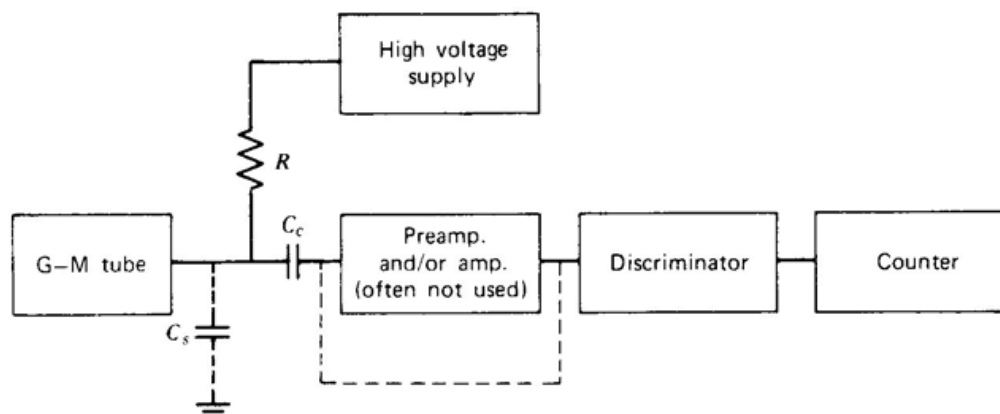 High voltage
supply
R
G–M tube
C_c
Preamp.
and/or amp.
(often not used)
Discriminator
Counter
C_s